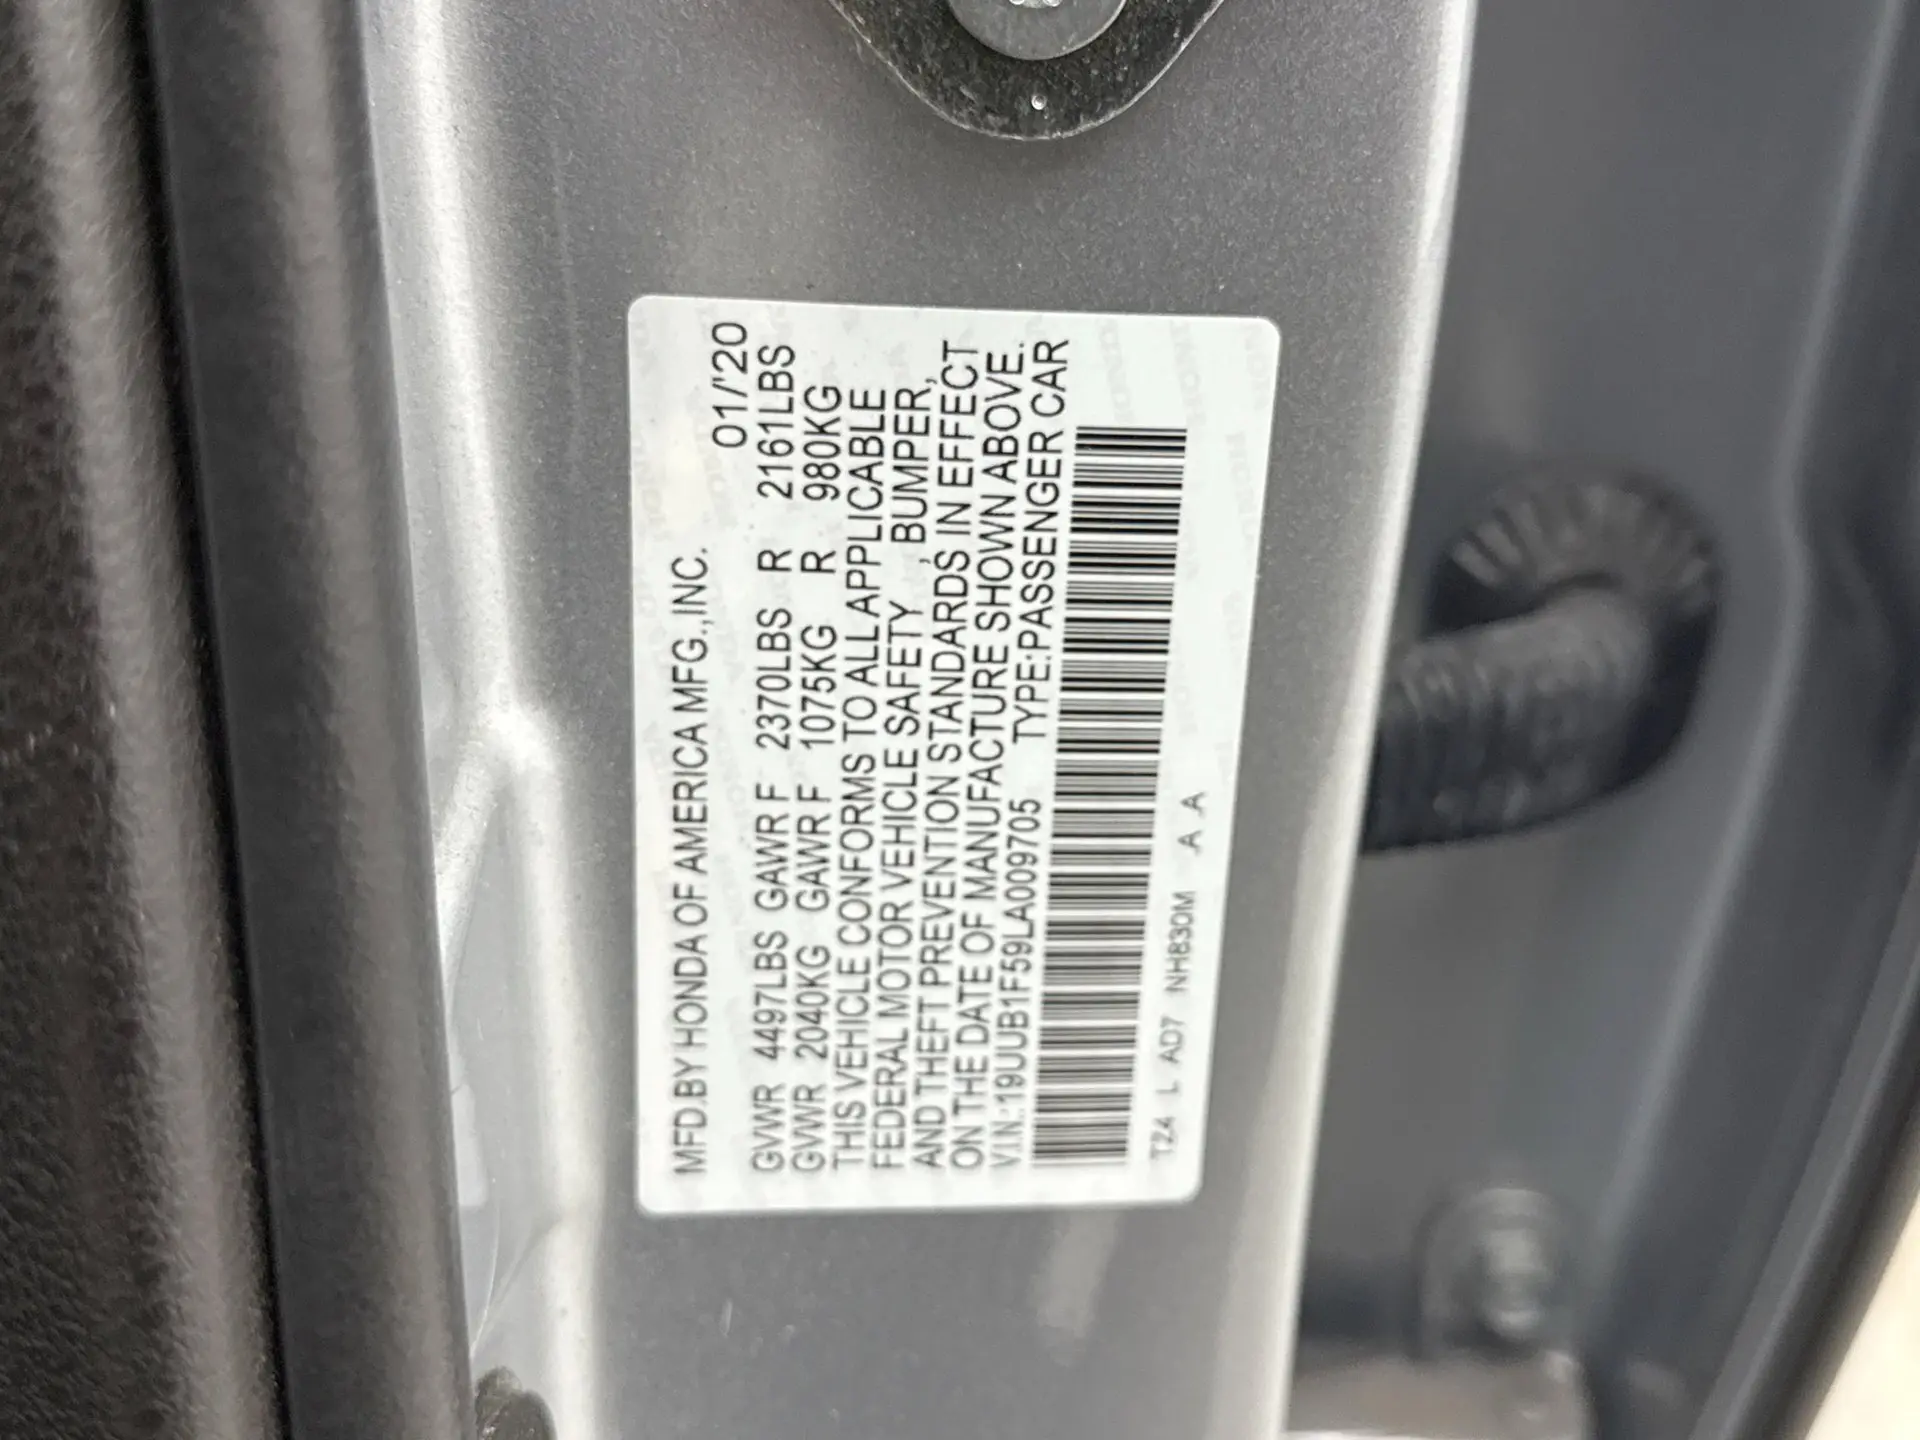 MFD.BY HONDA OF AMERICA MFG.,INC.
01/'20
GVWR 4497LBS GAWR F 2370LBS R 2161LBS
GVWR 2040KG GAWR F 1075KG R 980KG
THIS VEHICLE CONFORMS TO ALL APPLICABLE
FEDERAL MOTOR VEHICLE SAFETY , BUMPER,
AND THEFT PREVENTION STANDARDS IN EFFECT
ON THE DATE OF MANUFACTURE SHOWN ABOVE.
V.I.N.:19UUB1F59LA009705 TYPE:PASSENGER CAR
TZ4 L AD7 NH830M A A